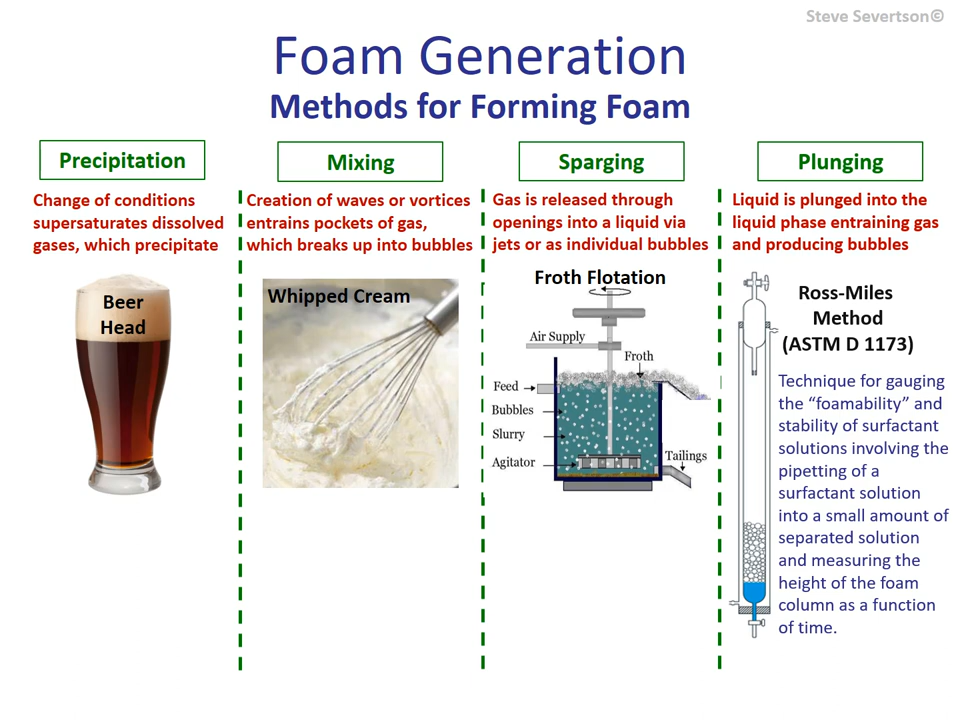 Steve Severtson©
Foam Generation
Methods for Forming Foam
Precipitation
Change of conditions
supersaturates dissolved
gases, which precipitate
Beer
Head
Mixing
Creation of waves or vortices
entrains pockets of gas,
which breaks up into bubbles
Whipped Cream
Sparging
Gas is released through
openings into a liquid via
jets or as individual bubbles
Froth Flotation
Air Supply
Froth
Feed
Bubbles
Slurry
Agitator
Tailings
Plunging
Liquid is plunged into the
liquid phase entraining gas
and producing bubbles
Ross-Miles
Method
(ASTM D 1173)
Technique for gauging
the “foamability” and
stability of surfactant
solutions involving the
pipetting of a
surfactant solution
into a small amount of
separated solution
and measuring the
height of the foam
column as a function
of time.